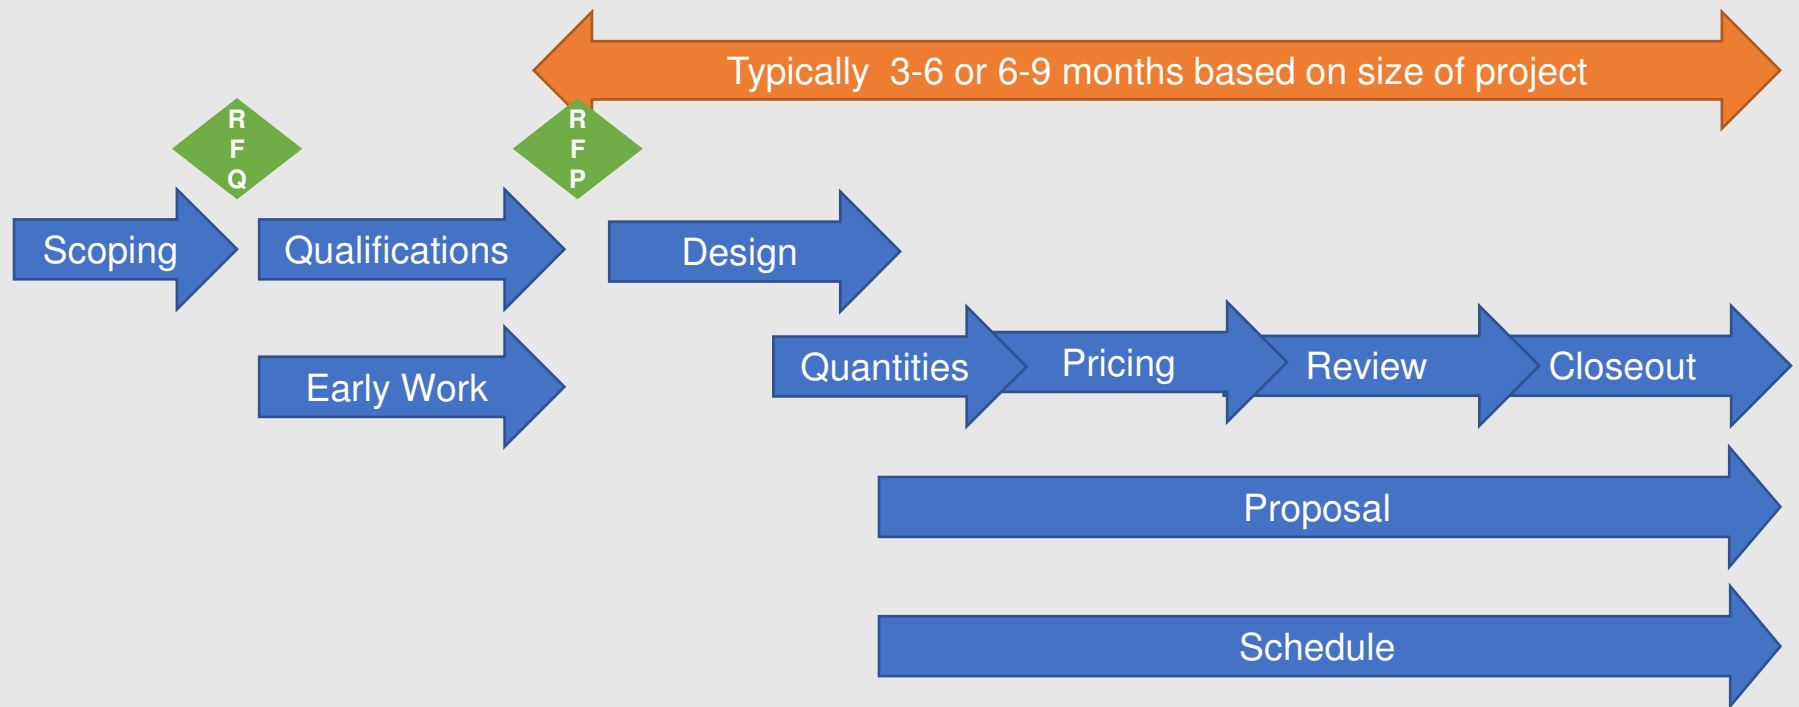 Typically 3-6 or 6-9 months based on size of project
R
F
Q
R
F
P
Scoping
Qualifications
Design
Early Work
Quantities
Pricing
Review
Closeout
Proposal
Schedule